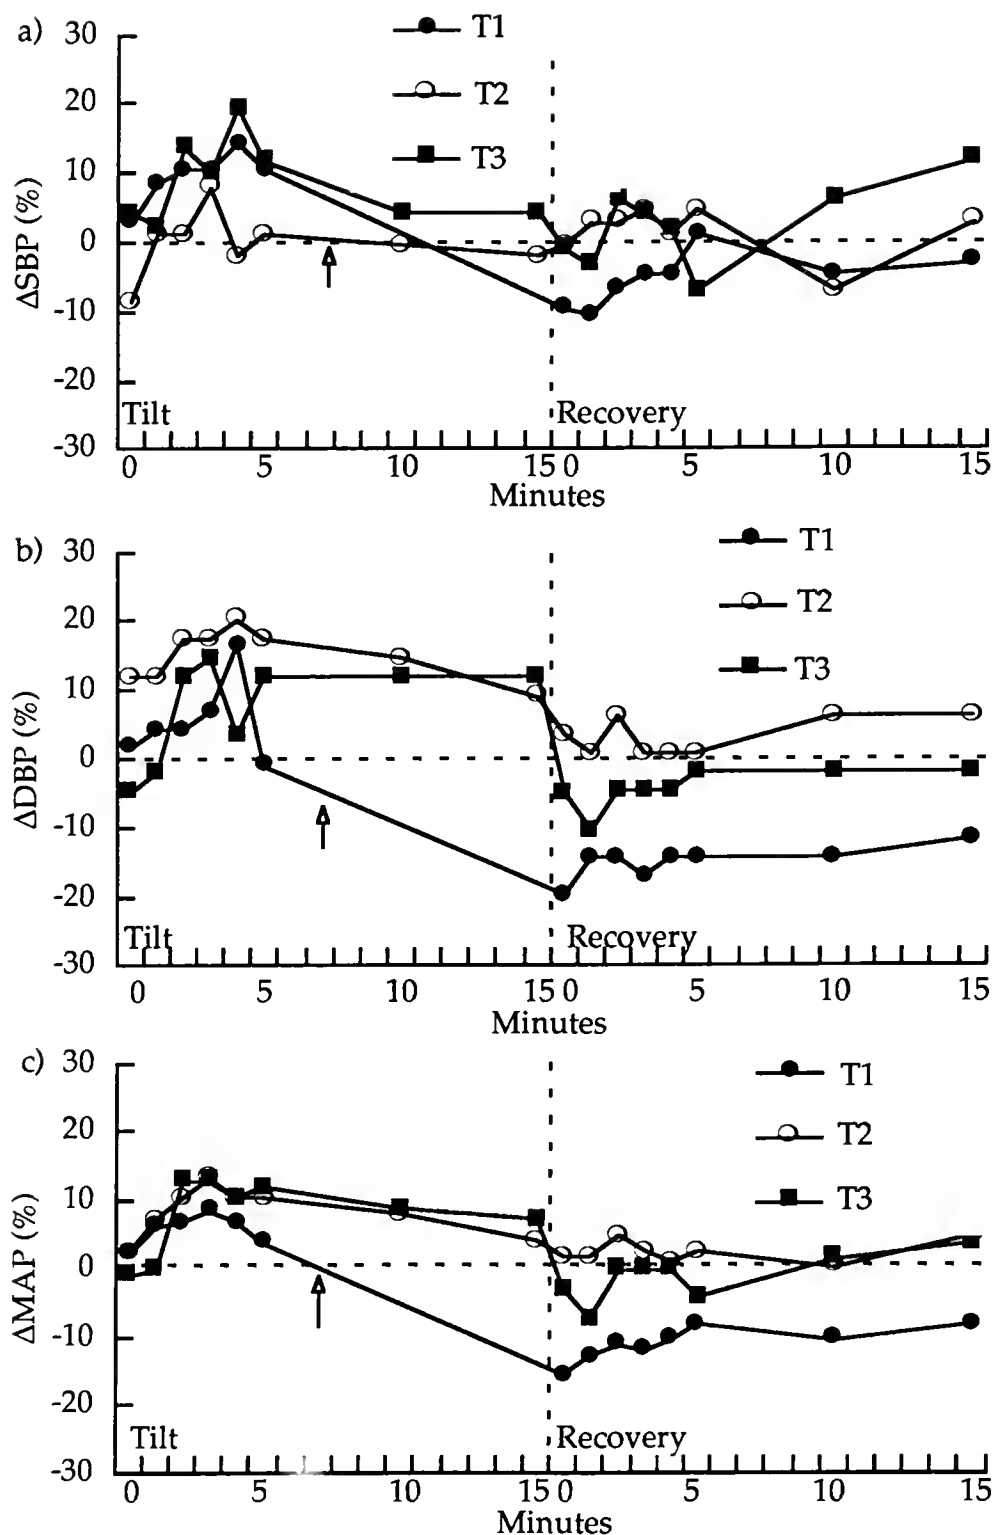 a)
30
20
10
0
-10
-20
-30
ΔSBP (%)
T1
T2
T3
Tilt
Recovery
0 5 10 15 0 5 10 15
Minutes
b)
30
20
10
0
-10
-20
-30
ΔDBP (%)
T1
T2
T3
Tilt
Recovery
0 5 10 15 0 5 10 15
Minutes
c)
30
20
10
0
-10
-20
-30
ΔMAP (%)
T1
T2
T3
Tilt
Recovery
0 5 10 15 0 5 10 15
Minutes